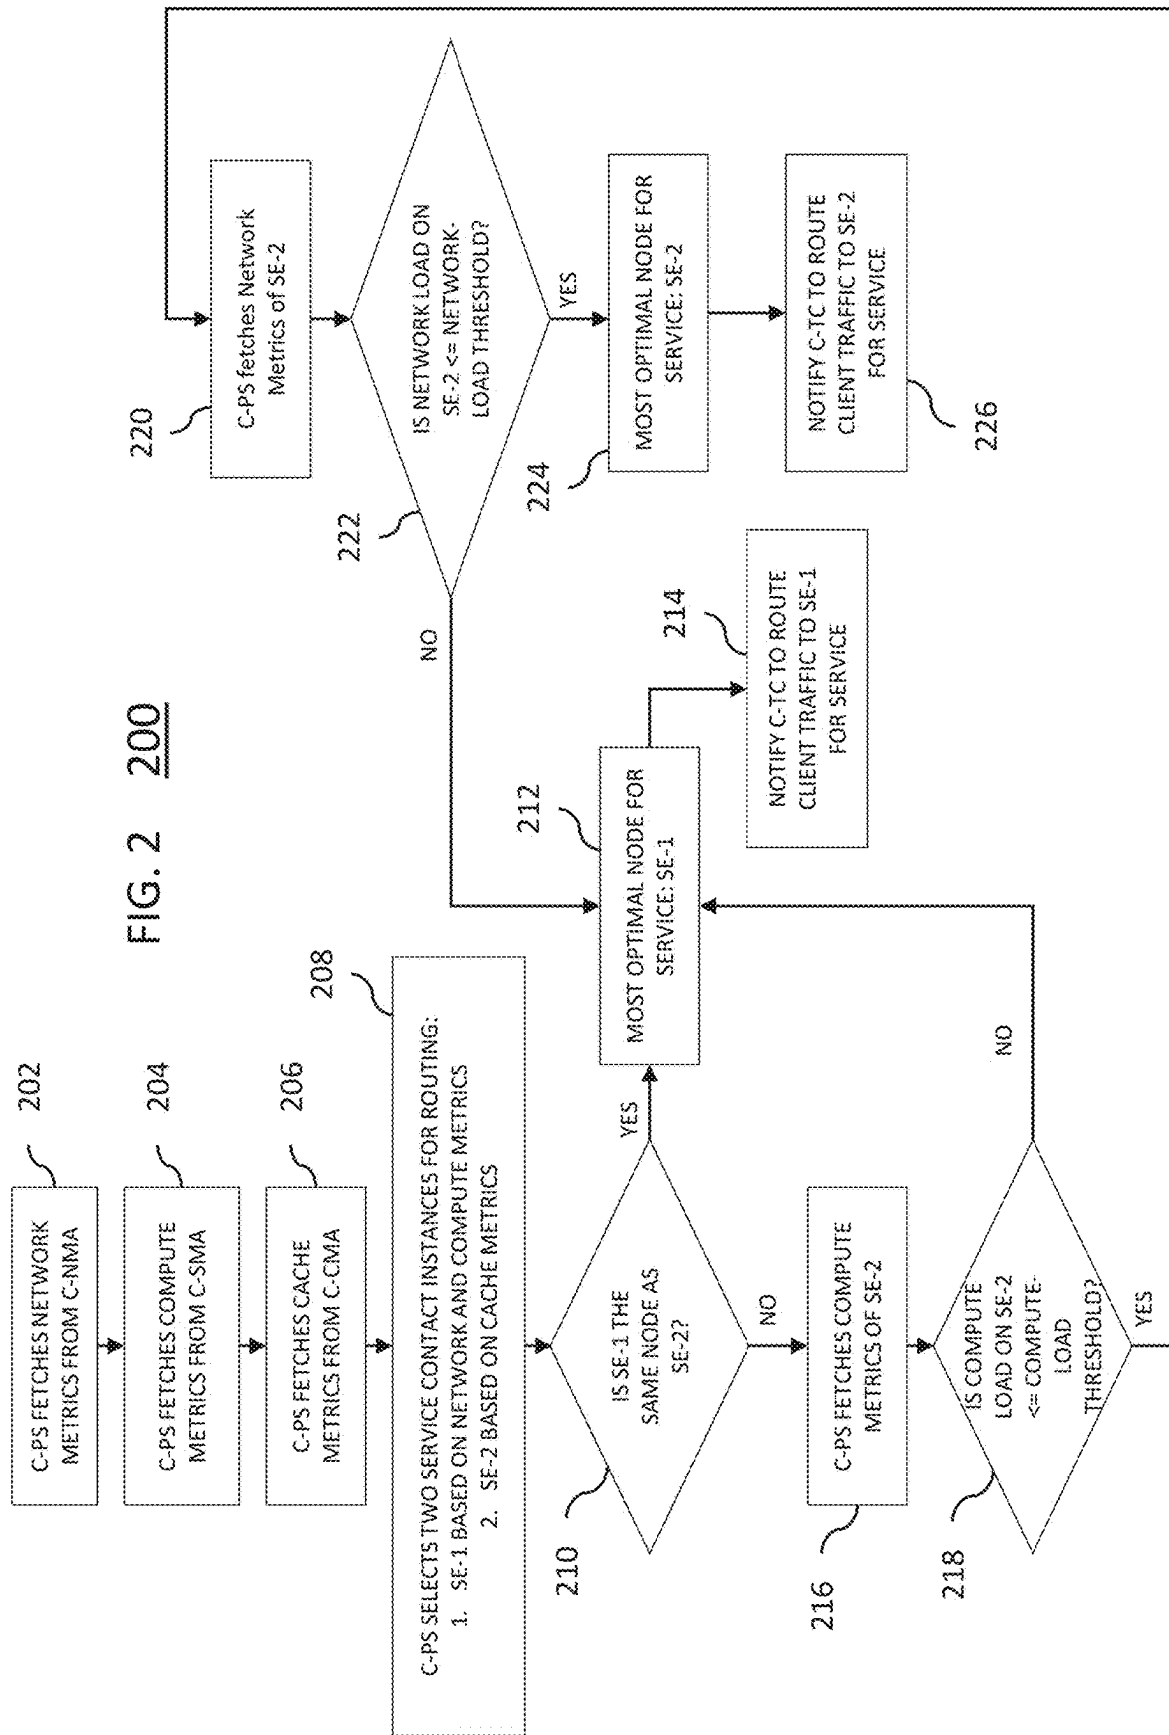 FIG. 2 200
C-PS FETCHES NETWORK
METRICS FROM C-NMA
202
C-PS FETCHES COMPUTE
METRICS FROM C-SMA
204
C-PS FETCHES CACHE
METRICS FROM C-CMA
206
C-PS SELECTS TWO SERVICE CONTACT INSTANCES FOR ROUTING:
1. SE-1 BASED ON NETWORK AND COMPUTE METRICS
2. SE-2 BASED ON CACHE METRICS
208
IS SE-1 THE
SAME NODE AS
SE-2?
210
YES
NO
MOST OPTIMAL NODE FOR
SERVICE: SE-1
212
NOTIFY C-TC TO ROUTE
CLIENT TRAFFIC TO SE-1
FOR SERVICE
214
C-PS FETCHES COMPUTE
METRICS OF SE-2
216
IS COMPUTE
LOAD ON SE-2
<= COMPUTE-
LOAD
THRESHOLD?
218
NO
YES
C-PS fetches Network
Metrics of SE-2
220
IS NETWORK LOAD ON
SE-2 <= NETWORK-
LOAD THRESHOLD?
222
NO
YES
MOST OPTIMAL NODE FOR
SERVICE: SE-2
224
NOTIFY C-TC TO ROUTE
CLIENT TRAFFIC TO SE-2
FOR SERVICE
226